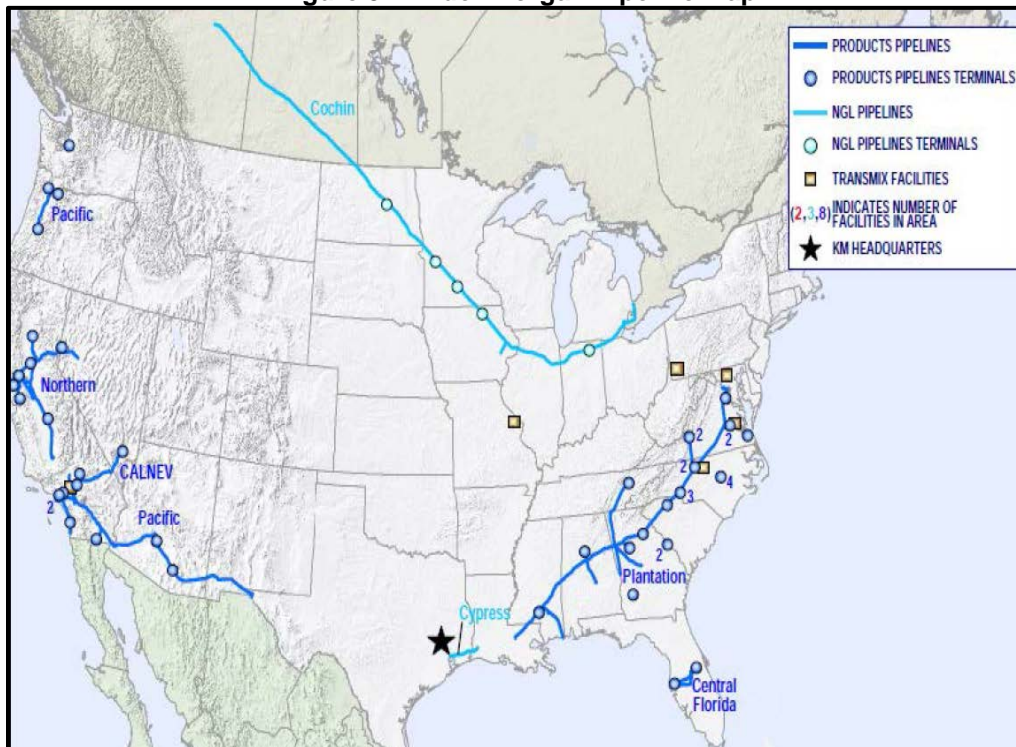 PRODUCTS PIPELINES
PRODUCTS PIPELINES TERMINALS
NGL PIPELINES
NGL PIPELINES TERMINALS
TRANSMIX FACILITIES
(2,3,8) INDICATES NUMBER OF
FACILITIES IN AREA
KM HEADQUARTERS
Cochin
Pacific
Northern
CALNEV
2
Pacific
2
2
2
4
3
2
Plantation
Cypress
Central
Florida